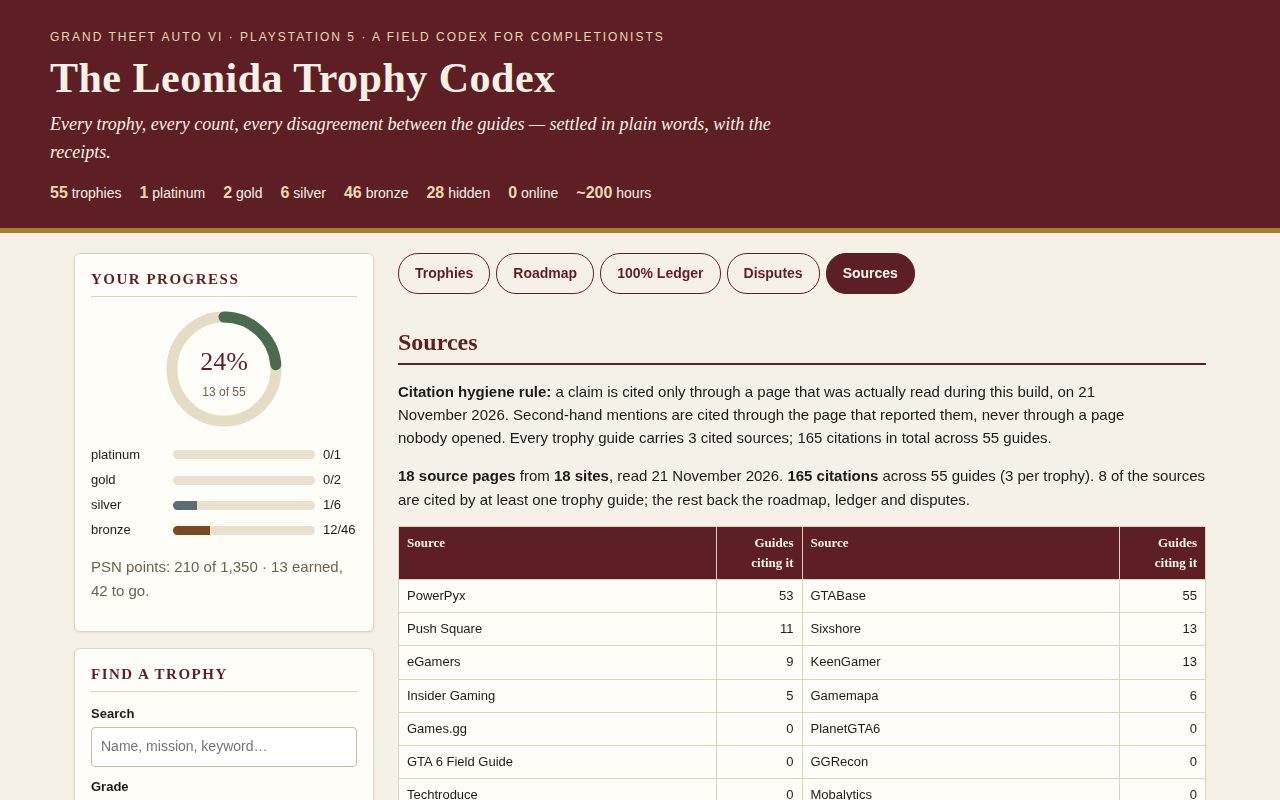 GRAND THEFT AUTO VI · PLAYSTATION 5 · A FIELD CODEX FOR COMPLETIONISTS
The Leonida Trophy Codex
Every trophy, every count, every disagreement between the guides — settled in plain words, with the
receipts.
55 trophies 1 platinum 2 gold 6 silver 46 bronze 28 hidden 0 online ~200 hours
YOUR PROGRESS
24%
13 of 55
platinum 0/1
gold 0/2
silver 1/6
bronze 12/46
PSN points: 210 of 1,350 · 13 earned,
42 to go.
FIND A TROPHY
Search
Name, mission, keyword…
Grade
Trophies Roadmap 100% Ledger Disputes Sources
Sources
Citation hygiene rule: a claim is cited only through a page that was actually read during this build, on 21
November 2026. Second-hand mentions are cited through the page that reported them, never through a page
nobody opened. Every trophy guide carries 3 cited sources; 165 citations in total across 55 guides.
18 source pages from 18 sites, read 21 November 2026. 165 citations across 55 guides (3 per trophy). 8 of the sources
are cited by at least one trophy guide; the rest back the roadmap, ledger and disputes.
Source Guides citing it Source Guides citing it
PowerPyx 53 GTABase 55
Push Square 11 Sixshore 13
eGamers 9 KeenGamer 13
Insider Gaming 5 Gamemapa 6
Games.gg 0 PlanetGTA6 0
GTA 6 Field Guide 0 GGRecon 0
Techtroduce 0 Mobalytics 0